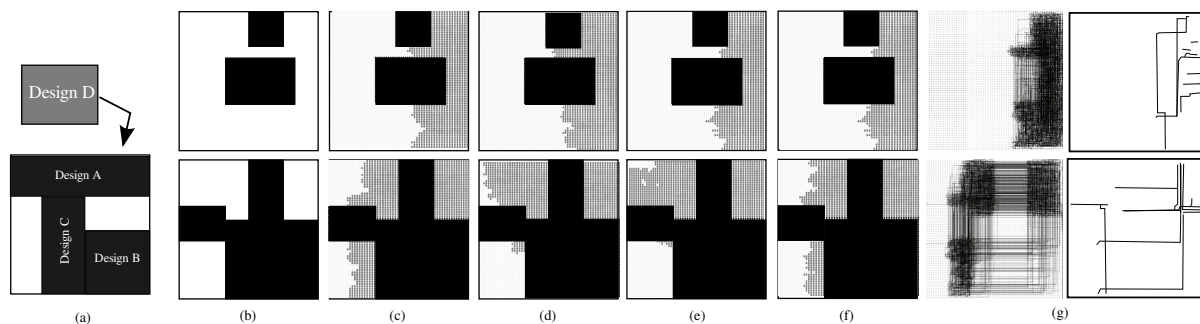 Design D
Design A
Design C
Design B
(a)
(b)
(c)
(d)
(e)
(f)
(g)